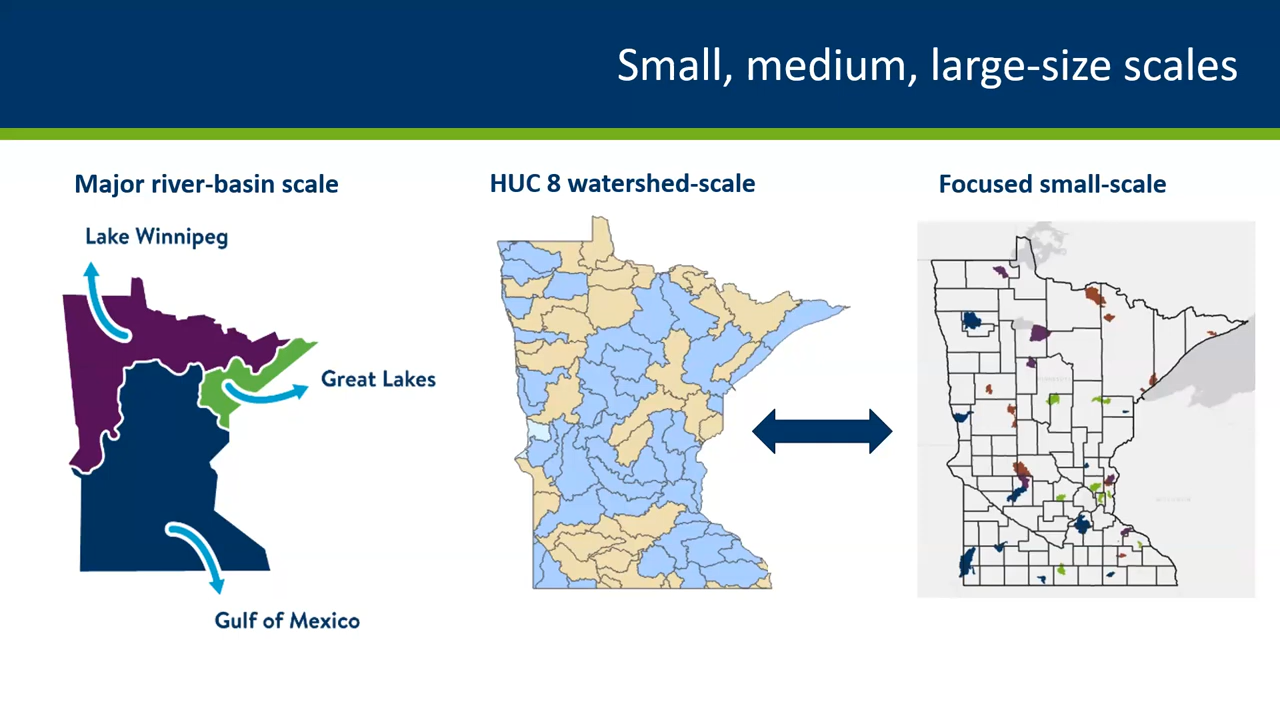 Small, medium, large-size scales
Major river-basin scale
HUC 8 watershed-scale
Focused small-scale
Lake Winnipeg
Great Lakes
Gulf of Mexico